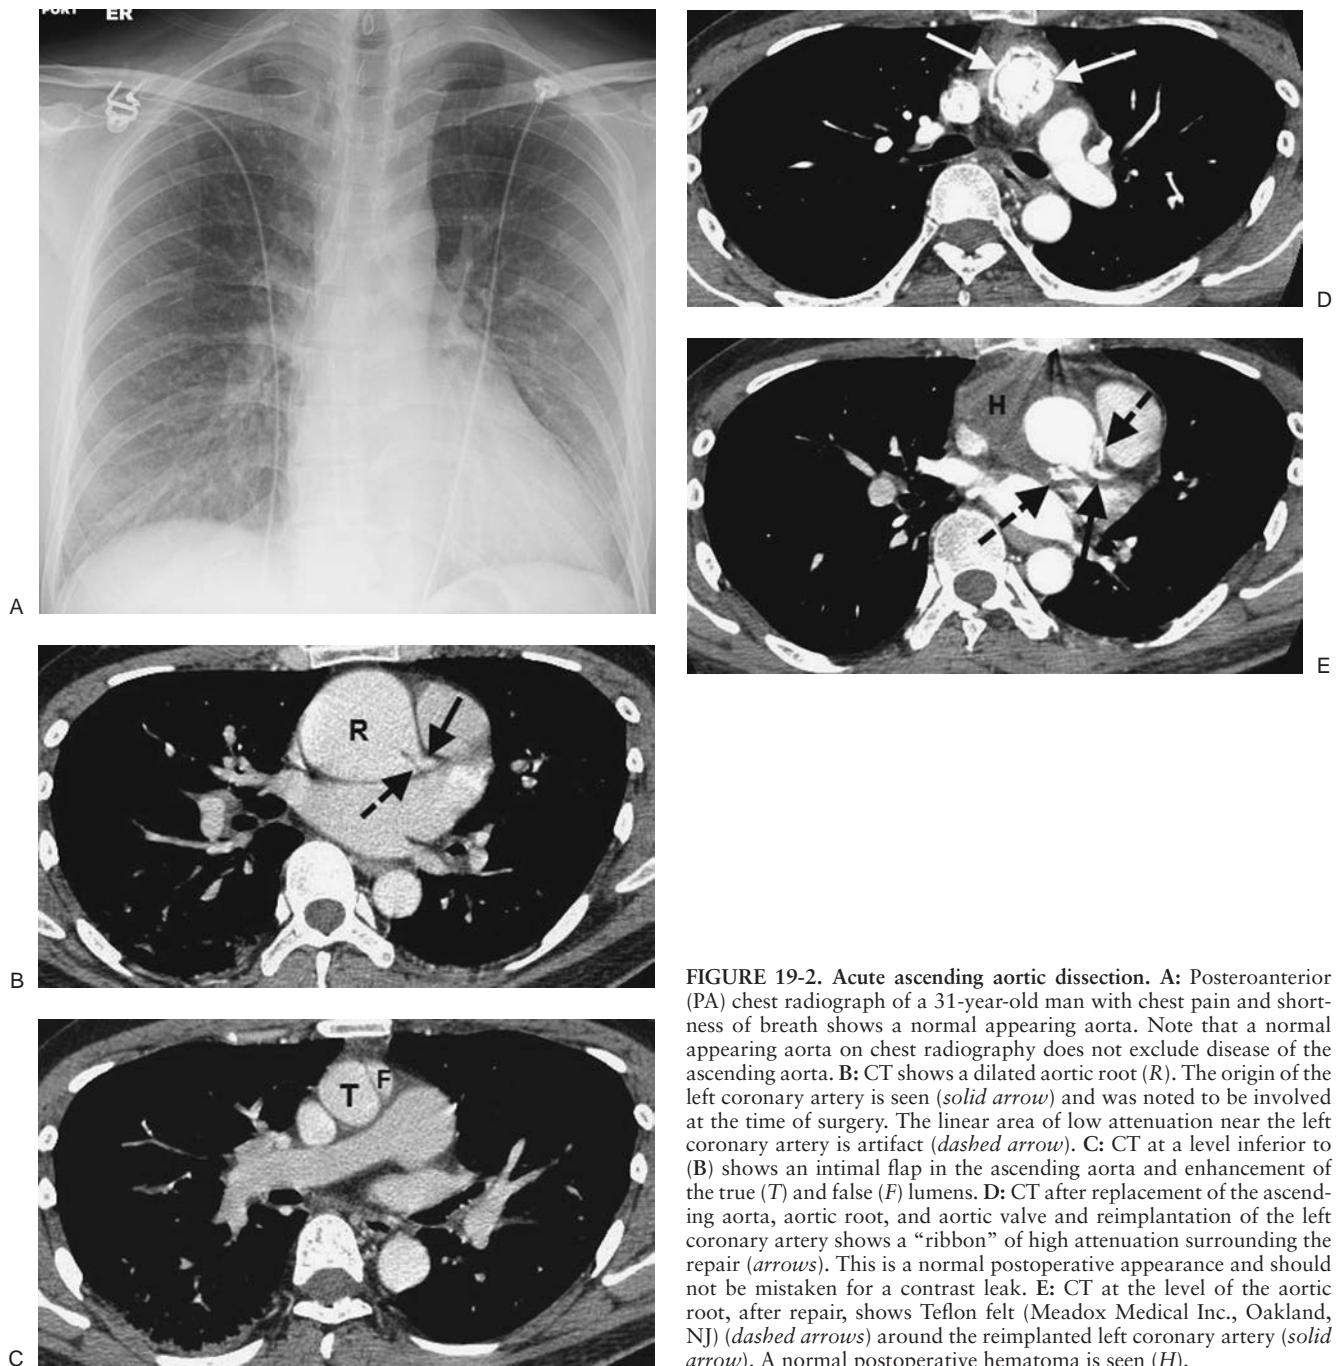 PORT
ER
A
R
B
T
F
C
D
H
E
FIGURE 19-2. Acute ascending aortic dissection. A: Posteroanterior
(PA) chest radiograph of a 31-year-old man with chest pain and short-
ness of breath shows a normal appearing aorta. Note that a normal
appearing aorta on chest radiography does not exclude disease of the
ascending aorta. B: CT shows a dilated aortic root (R). The origin of the
left coronary artery is seen (solid arrow) and was noted to be involved
at the time of surgery. The linear area of low attenuation near the left
coronary artery is artifact (dashed arrow). C: CT at a level inferior to
(B) shows an intimal flap in the ascending aorta and enhancement of
the true (T) and false (F) lumens. D: CT after replacement of the ascend-
ing aorta, aortic root, and aortic valve and reimplantation of the left
coronary artery shows a “ribbon” of high attenuation surrounding the
repair (arrows). This is a normal postoperative appearance and should
not be mistaken for a contrast leak. E: CT at the level of the aortic
root, after repair, shows Teflon felt (Meadox Medical Inc., Oakland,
NJ) (dashed arrows) around the reimplanted left coronary artery (solid
arrow). A normal postoperative hematoma is seen (H).